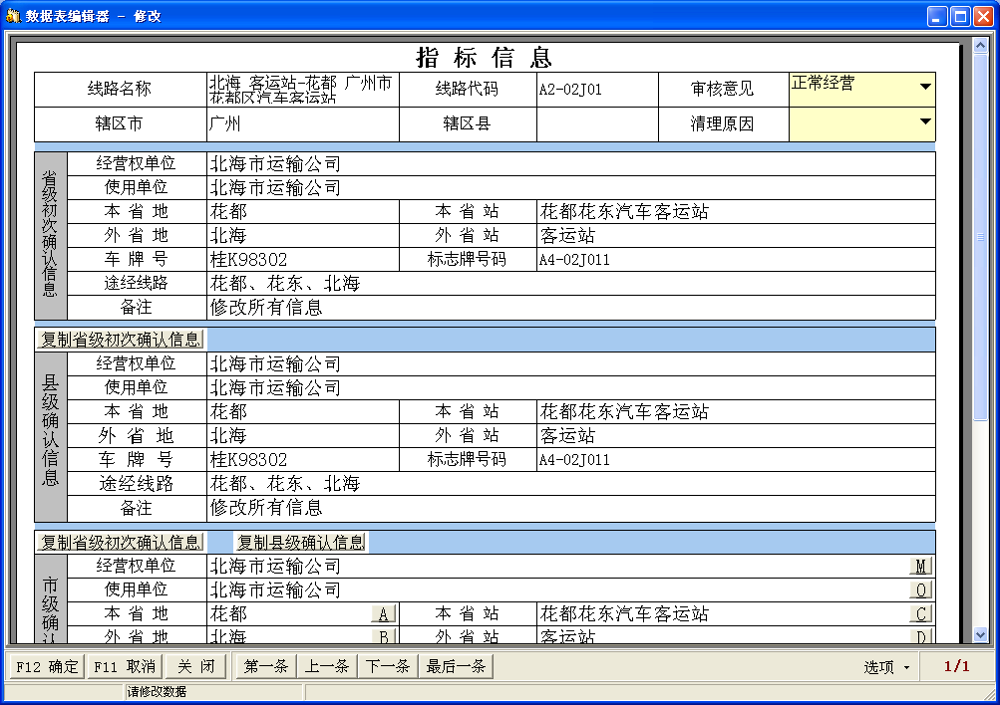 数据表编辑器 - 修改
指 标 信 息
线路名称 北海 客运站-花都 广州市花都区汽车客运站 线路代码 A2-02J01 审核意见 正常经营
辖区市 广州 辖区县 清理原因
省级初次确认信息
经营权单位 北海市运输公司
使用单位 北海市运输公司
本 省 地 花都 本 省 站 花都花东汽车客运站
外 省 地 北海 外 省 站 客运站
车 牌 号 桂K98302 标志牌号码 A4-02J011
途经线路 花都、花东、北海
备注 修改所有信息
复制省级初次确认信息
县级确认信息
经营权单位 北海市运输公司
使用单位 北海市运输公司
本 省 地 花都 本 省 站 花都花东汽车客运站
外 省 地 北海 外 省 站 客运站
车 牌 号 桂K98302 标志牌号码 A4-02J011
途经线路 花都、花东、北海
备注 修改所有信息
复制省级初次确认信息 复制县级确认信息
市级确认
经营权单位 北海市运输公司 M
使用单位 北海市运输公司 O
本 省 地 花都 A 本 省 站 花都花东汽车客运站 C
外 省 地 北海 B 外 省 站 客运站 D
F12 确定 F11 取消 关 闭 第一条 上一条 下一条 最后一条 选项 1/1
请修改数据